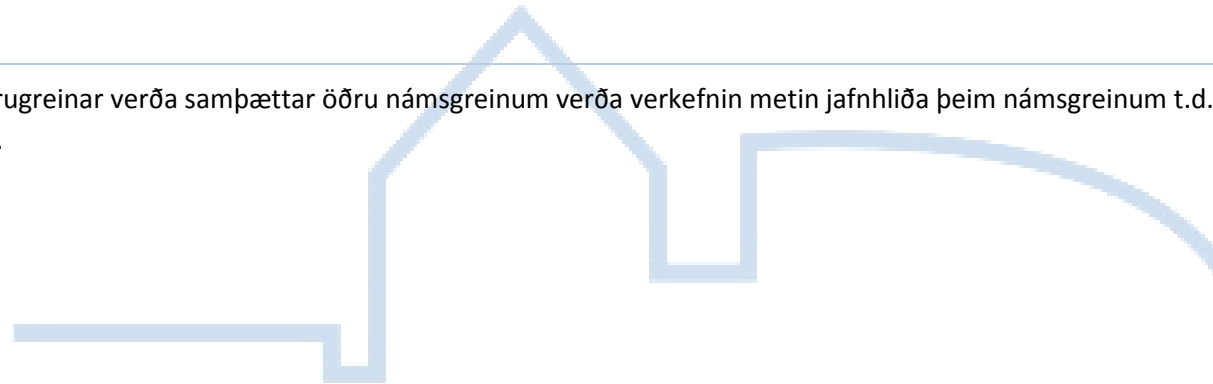 rugreinar verða samþættar öðru námsgreinum verða verkefnin metin jafnhliða þeim námsgreinum t.d.
.